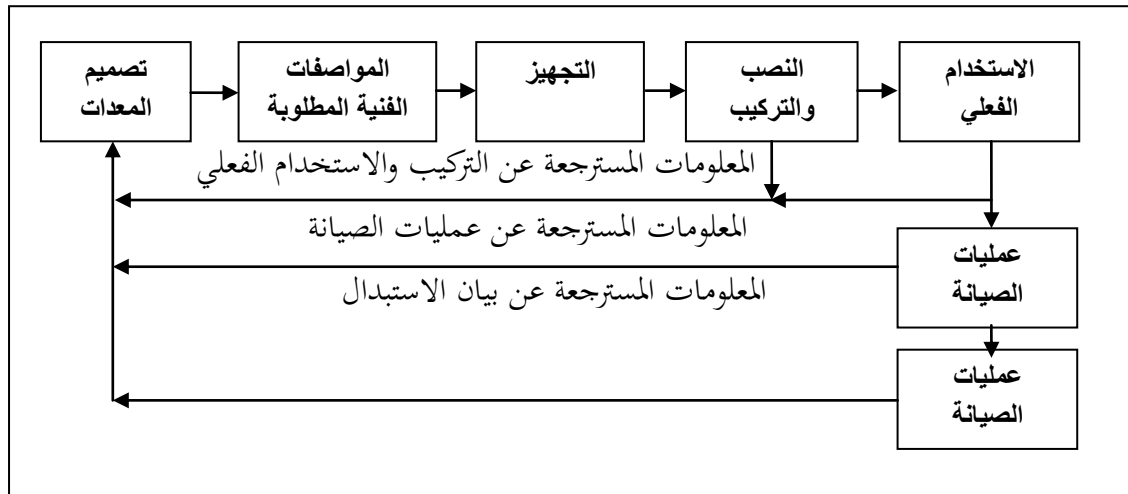 تصميم
المعدات
المواصفات
الفنية المطلوبة
التجهيز
النصب
والتركيب
الاستخدام
الفعلي
المعلومات المسترجعة عن التركيب والاستخدام الفعلي
المعلومات المسترجعة عن عمليات الصيانة
عمليات
الصيانة
المعلومات المسترجعة عن بيان الاستبدال
عمليات
الصيانة